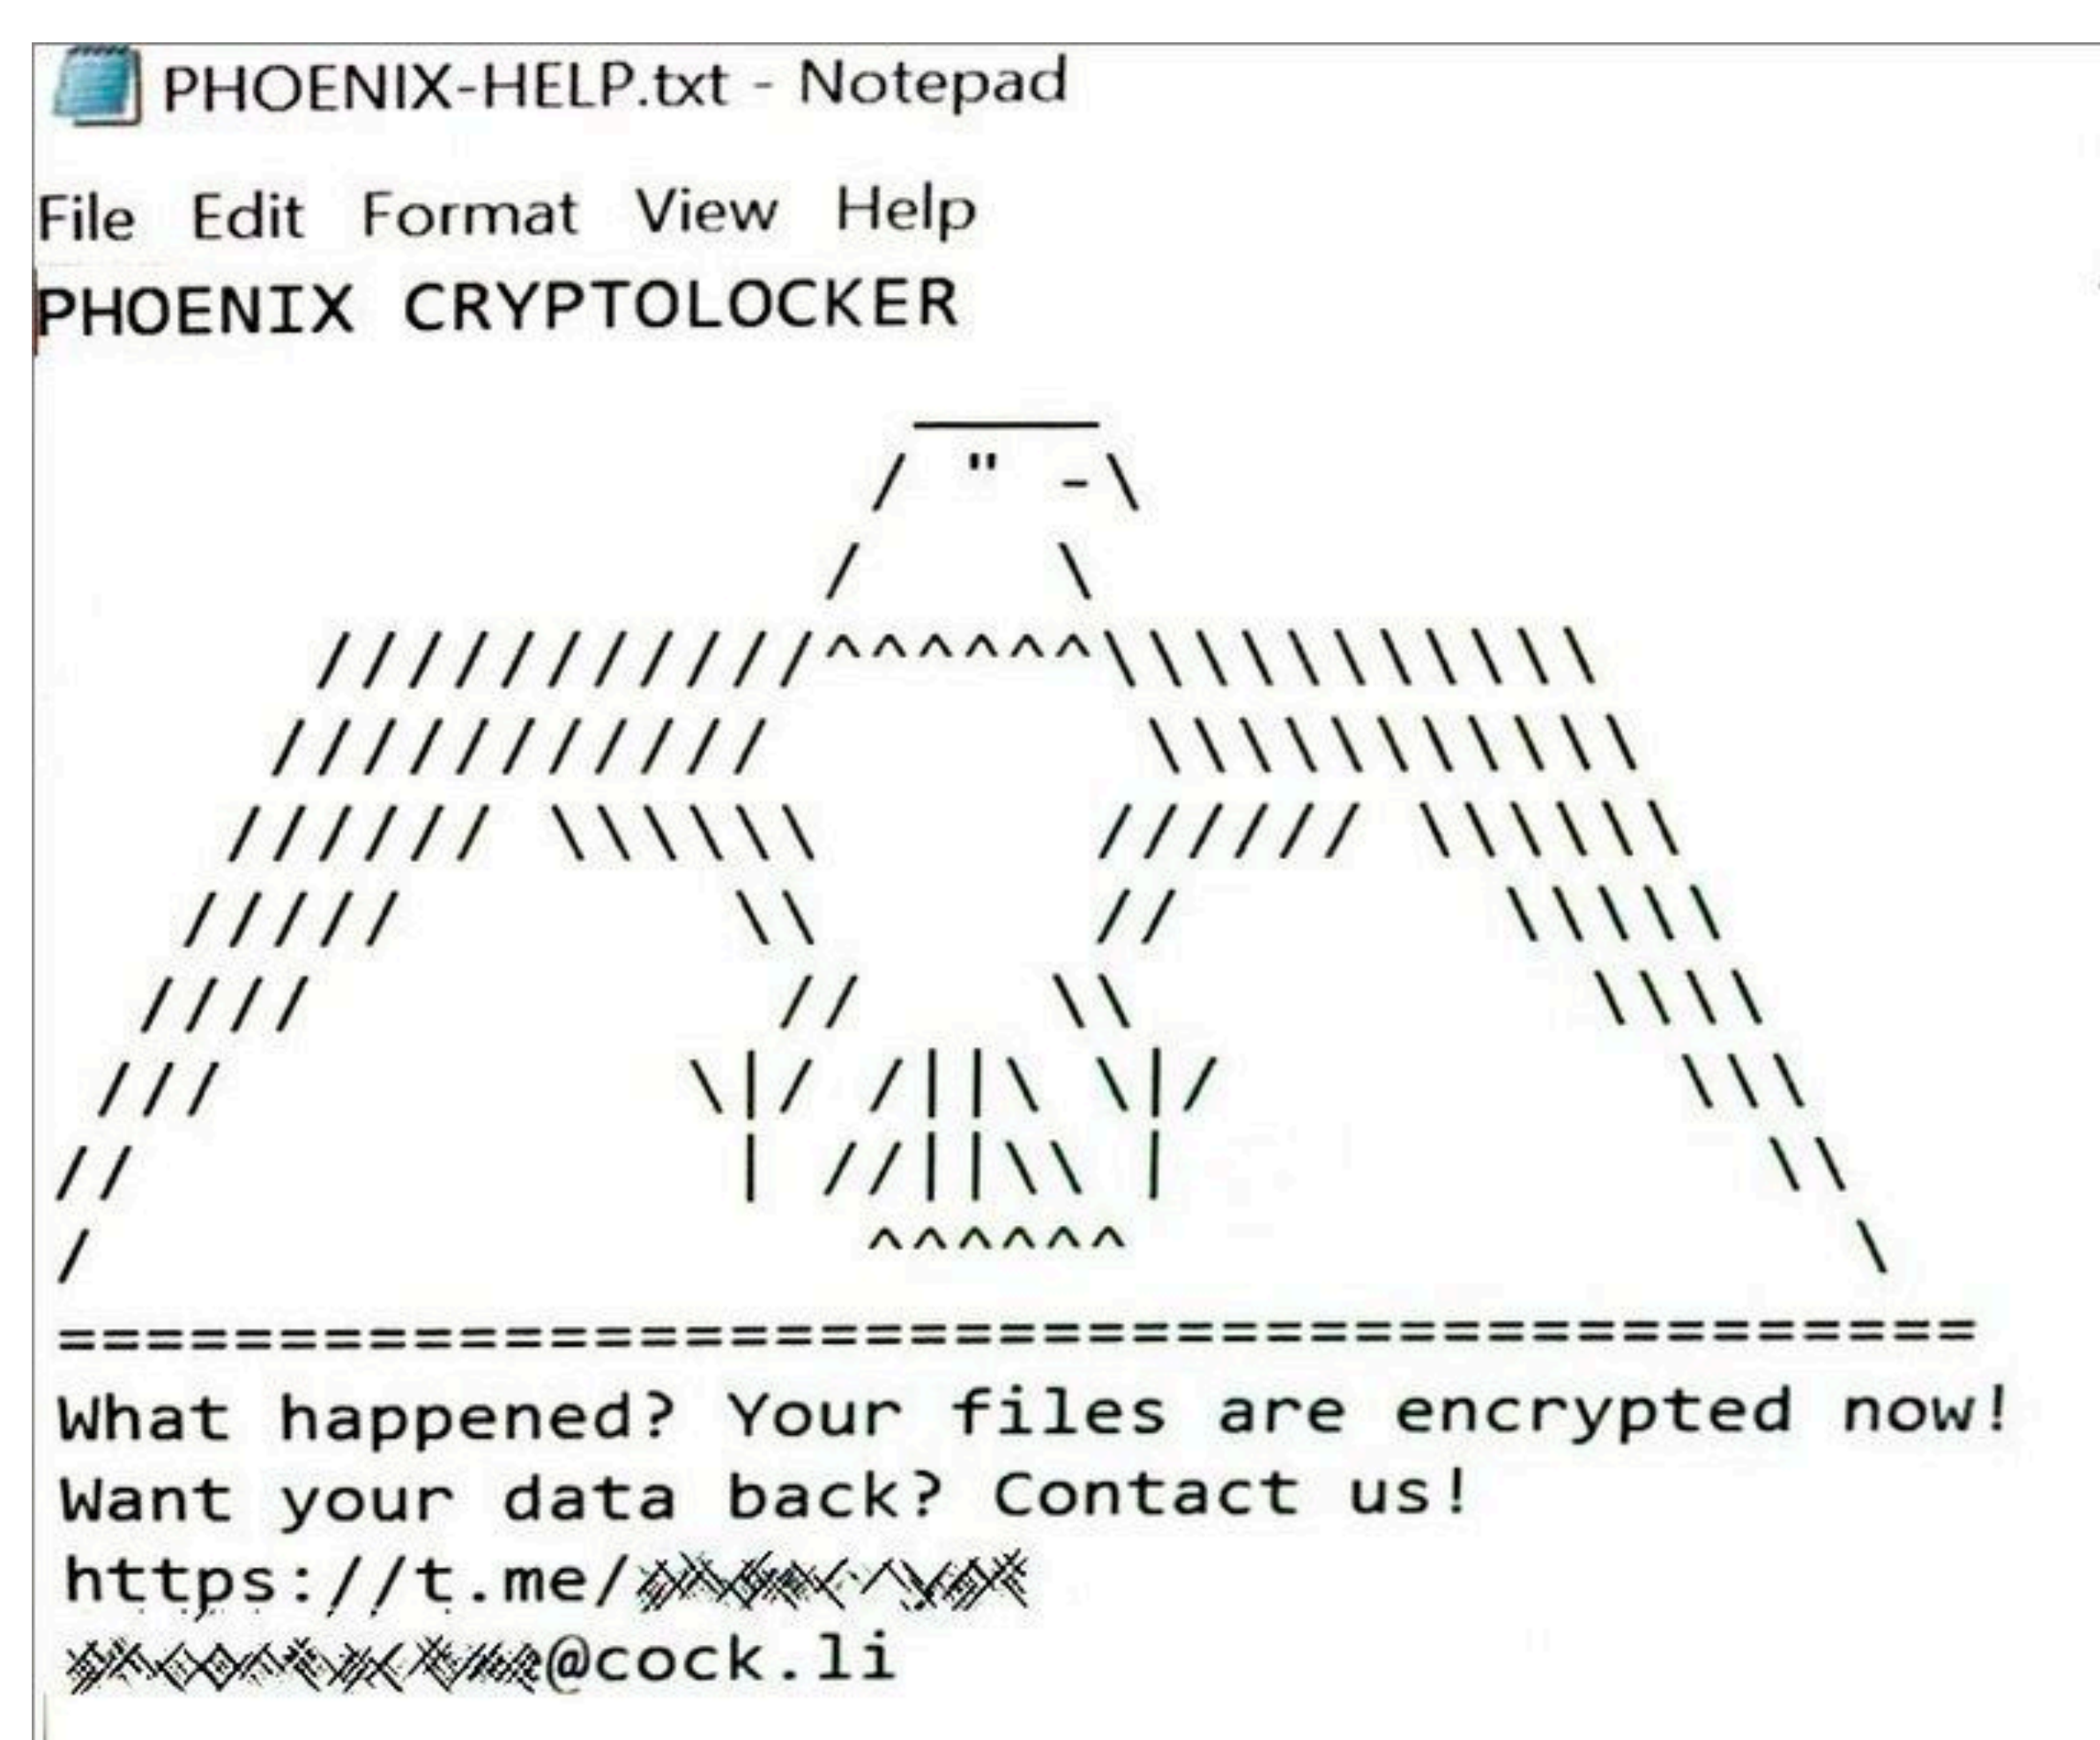 PHOENIX-HELP.txt - Notepad
File Edit Format View Help
PHOENIX CRYPTOLOCKER
What happened? Your files are encrypted now!
Want your data back? Contact us!
https://t.me/
@cock.li